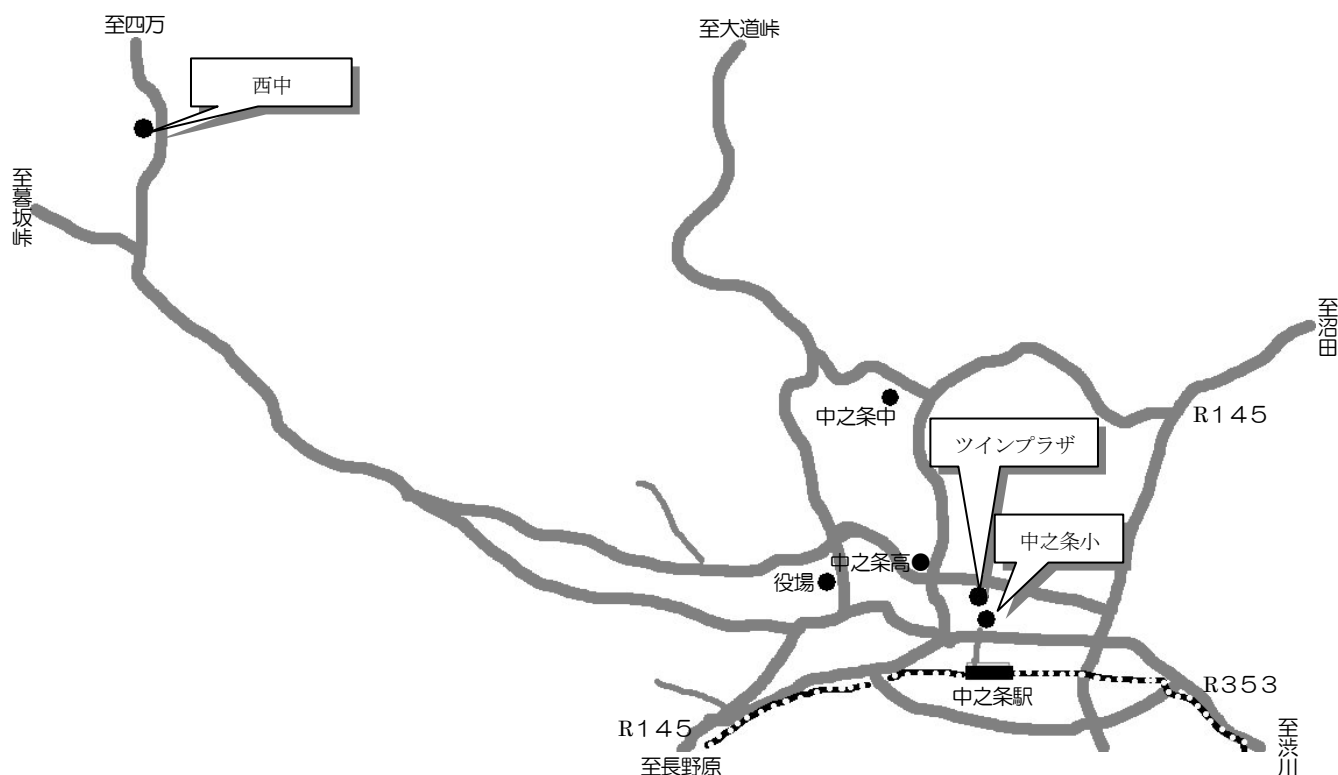 至四万
至大道峠
西中
至暮坂峠
至沼田
中之条中
R145
ツインプラザ
中之条小
中之条高
役場
中之条駅
R353
R145
至長野原
至渋川